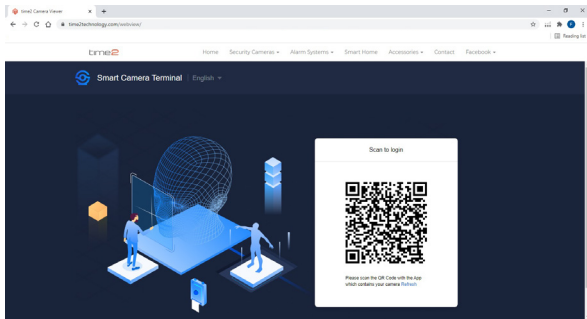 time2 Camera Viewer
time2technology.com/webview/
Reading list
time2 Home Security Cameras Alarm Systems Smart Home Accessories Contact Facebook
Smart Camera Terminal English
Scan to login
Please scan the QR Code with the App
which contains your camera Refresh